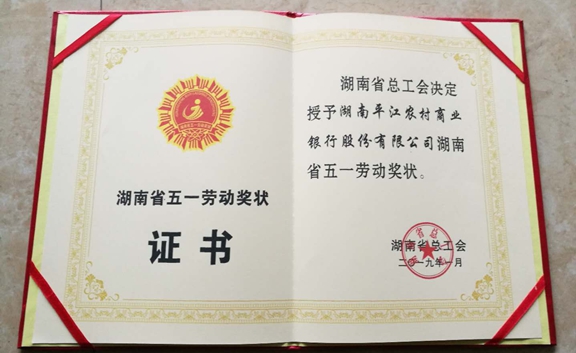 湖南省五一劳动奖状
证书
湖南省总工会决定
授予湖南平江农村商业
银行股份有限公司湖南
省五一劳动奖状。
湖南省总工会
二〇一九年一月